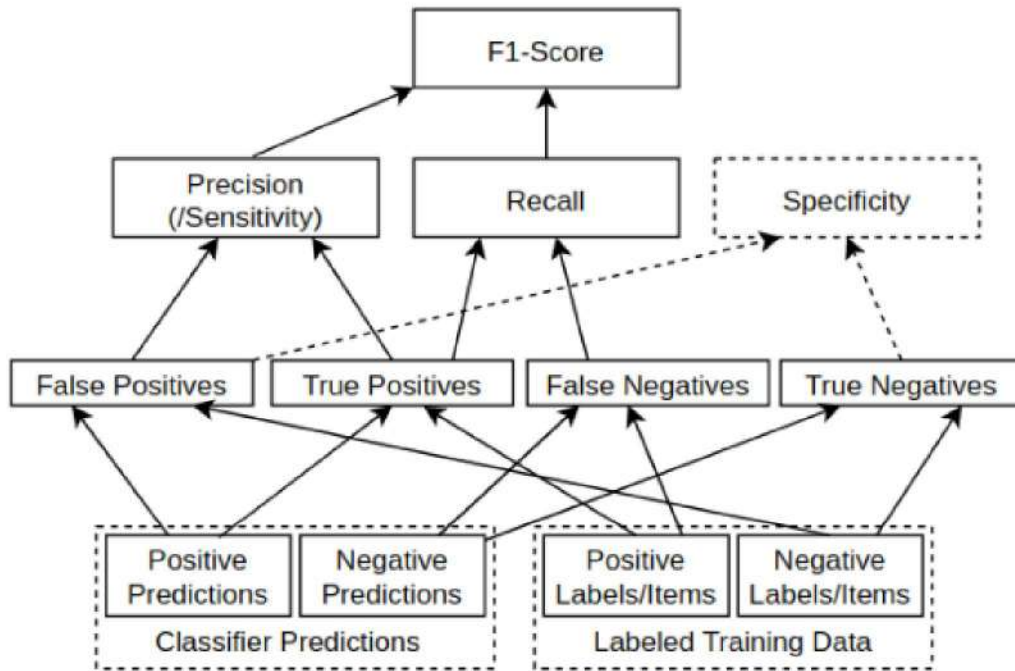 F1-Score
Precision
(/Sensitivity)
Recall
Specificity
False Positives
True Positives
False Negatives
True Negatives
Positive
Predictions
Negative
Predictions
Positive
Labels/Items
Negative
Labels/Items
Classifier Predictions
Labeled Training Data